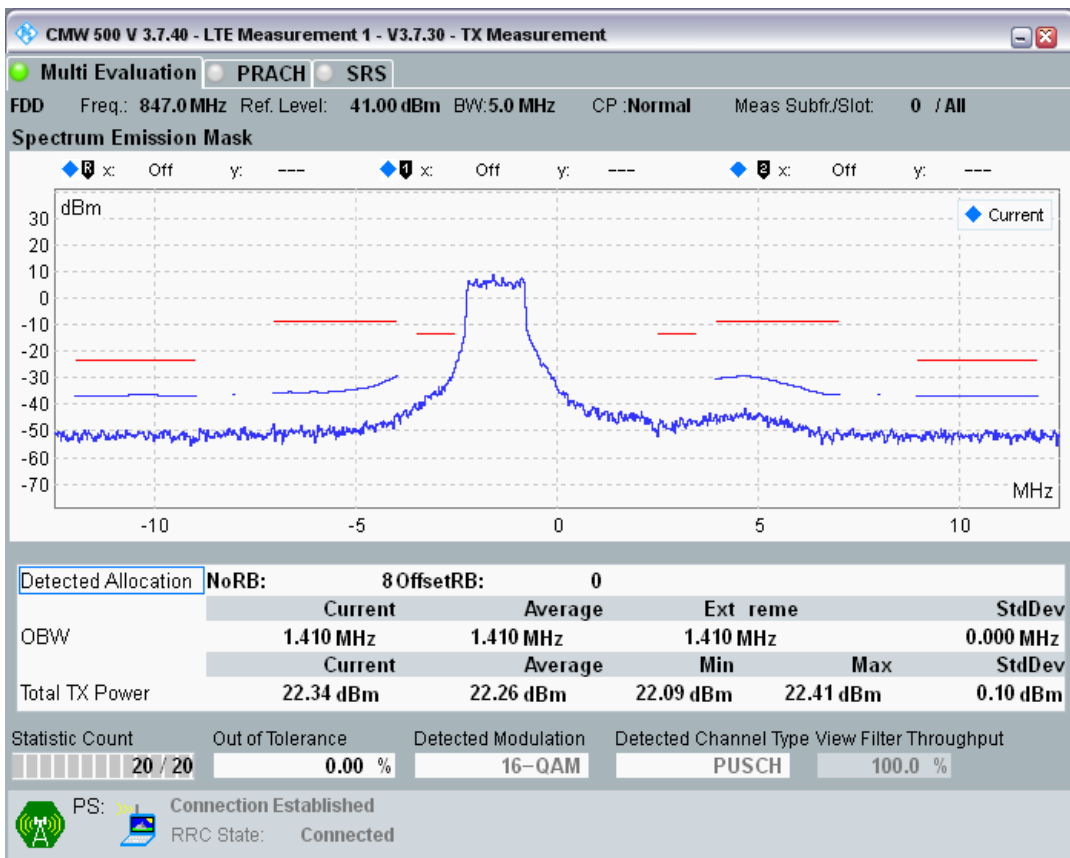 CMW 500 V 3.7.40 - LTE Measurement 1 - V3.7.30 - TX Measurement
Multi Evaluation PRACH SRS
FDD Freq.: 847.0 MHz Ref. Level: 41.00 dBm BW:5.0 MHz CP :Normal Meas Subfr./Slot: 0 / All
Spectrum Emission Mask
R x: Off y: --- 1 x: Off y: --- 2 x: Off y: ---
dBm
Current
30
20
10
0
-10
-20
-30
-40
-50
-60
-70
MHz
-10 -5 0 5 10
Detected Allocation NoRB: 8 OffsetRB: 0
Current Average Ext reme StdDev
OBW 1.410 MHz 1.410 MHz 1.410 MHz 0.000 MHz
Current Average Min Max StdDev
Total TX Power 22.34 dBm 22.26 dBm 22.09 dBm 22.41 dBm 0.10 dBm
Statistic Count Out of Tolerance Detected Modulation Detected Channel Type View Filter Throughput
20 / 20 0.00 % 16-QAM PUSCH 100.0 %
PS: Connection Established
RRC State: Connected